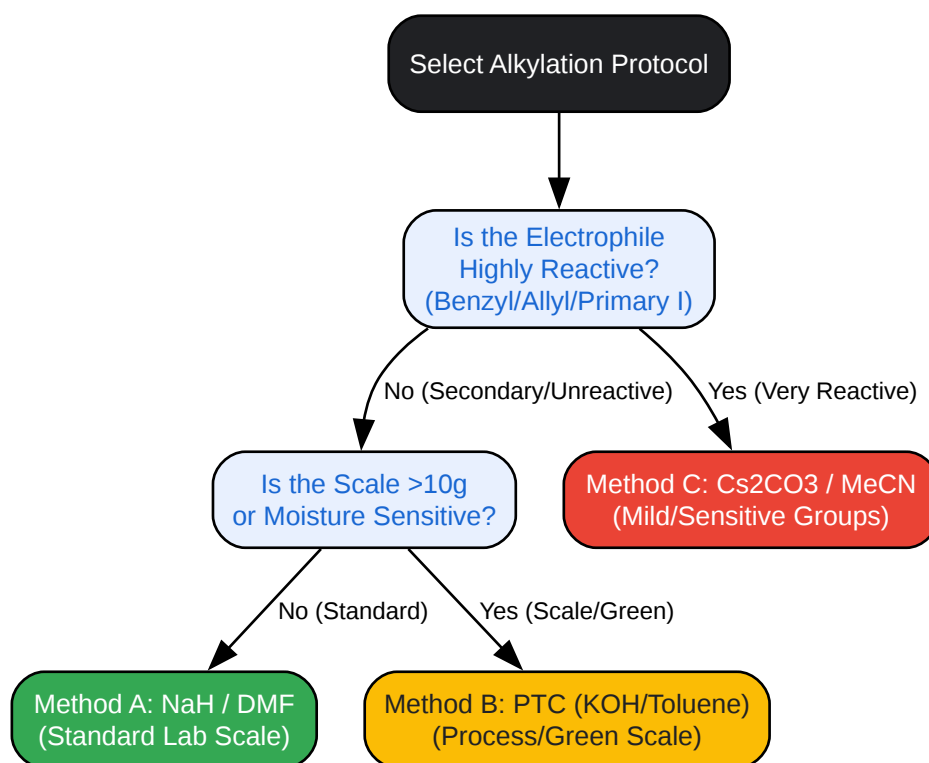 Select Alkylation Protocol
Is the Electrophile
Highly Reactive?
(Benzyl/Allyl/Primary I)
No (Secondary/Unreactive)
Yes (Very Reactive)
Is the Scale >10g
or Moisture Sensitive?
Method C: Cs2CO3 / MeCN
(Mild/Sensitive Groups)
No (Standard)
Yes (Scale/Green)
Method A: NaH / DMF
(Standard Lab Scale)
Method B: PTC (KOH/Toluene)
(Process/Green Scale)